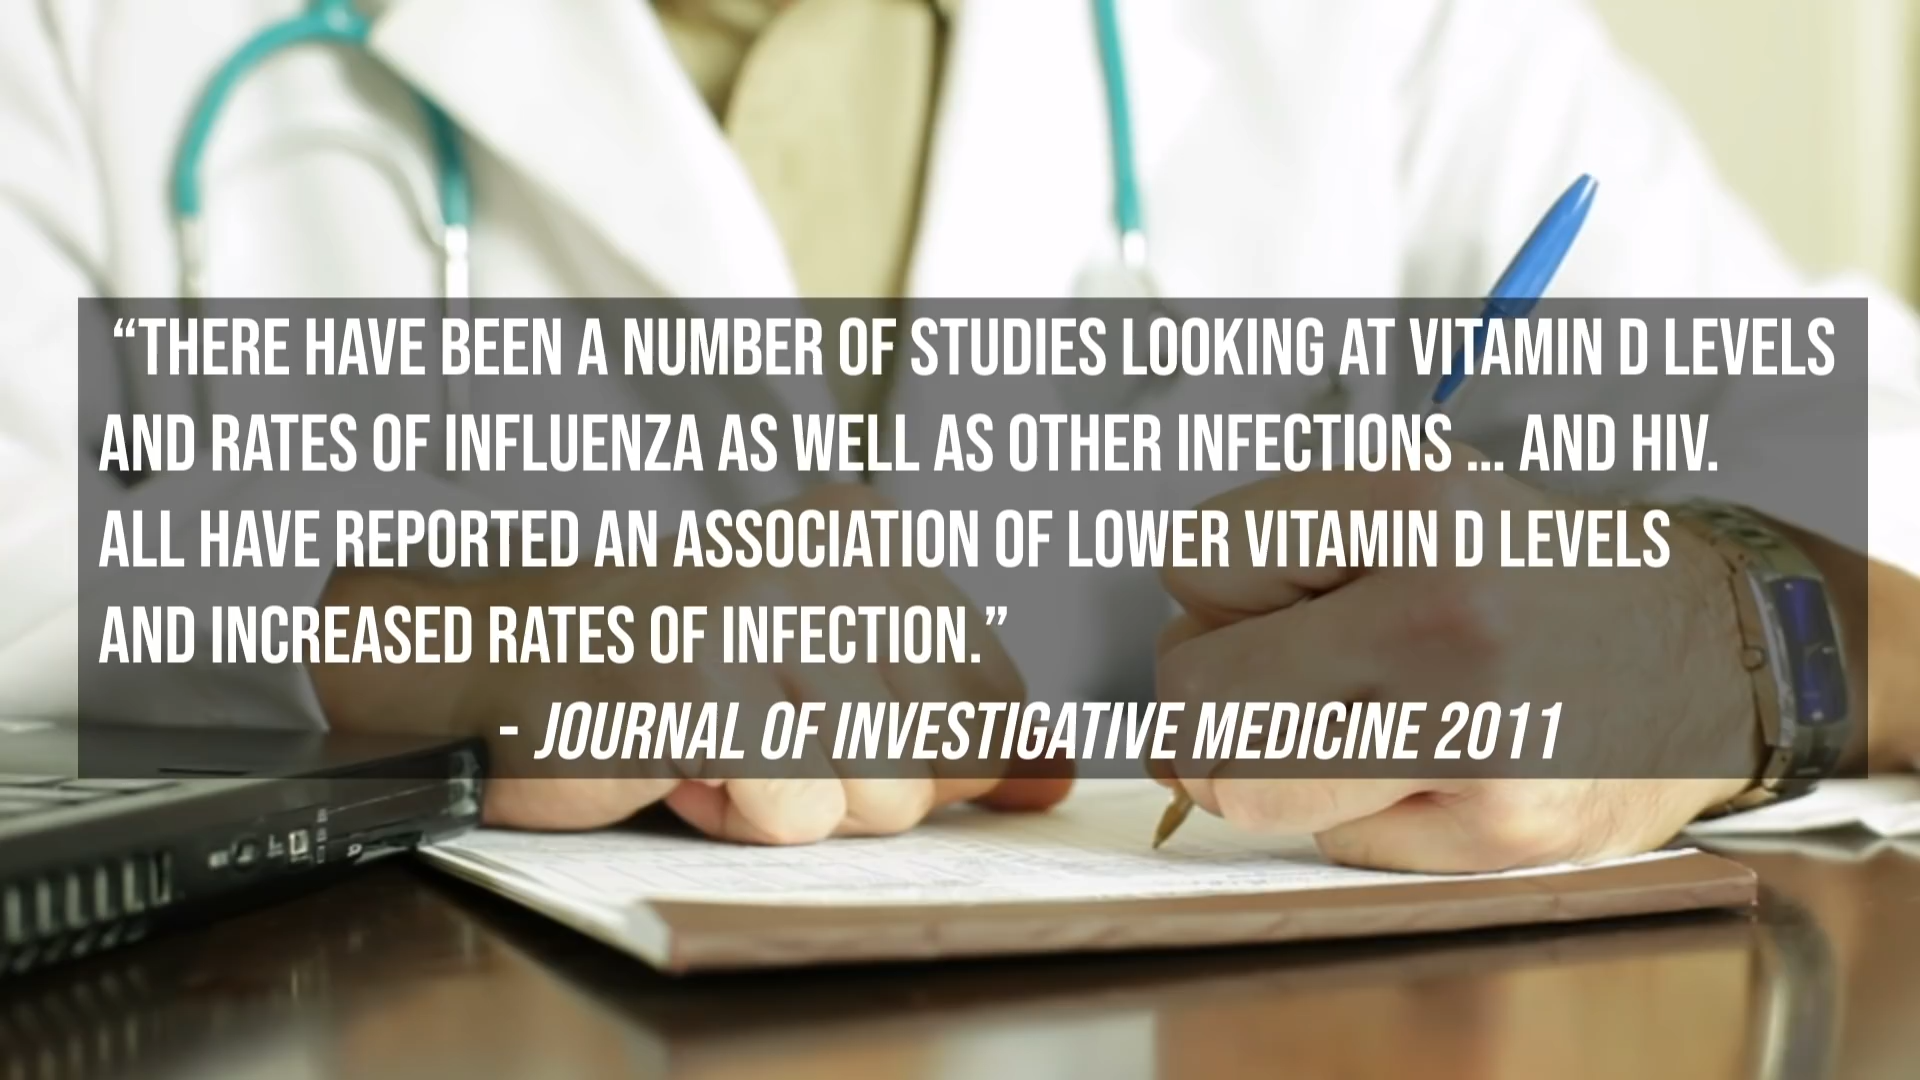 “THERE HAVE BEEN A NUMBER OF STUDIES LOOKING AT VITAMIN D LEVELS
AND RATES OF INFLUENZA AS WELL AS OTHER INFECTIONS ... AND HIV.
ALL HAVE REPORTED AN ASSOCIATION OF LOWER VITAMIN D LEVELS
AND INCREASED RATES OF INFECTION.”
- JOURNAL OF INVESTIGATIVE MEDICINE 2011